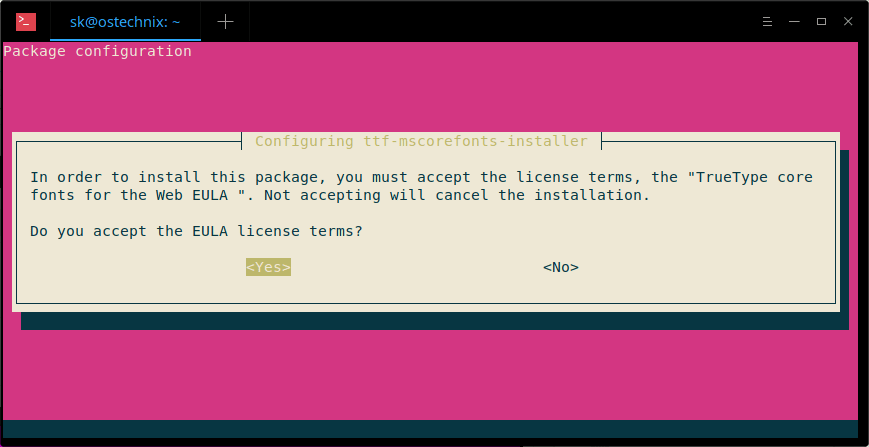 sk@ostechnix: ~
Package configuration
Configuring ttf-mscorefonts-installer
In order to install this package, you must accept the license terms, the "TrueType core
fonts for the Web EULA ". Not accepting will cancel the installation.
Do you accept the EULA license terms?
<Yes> <No>